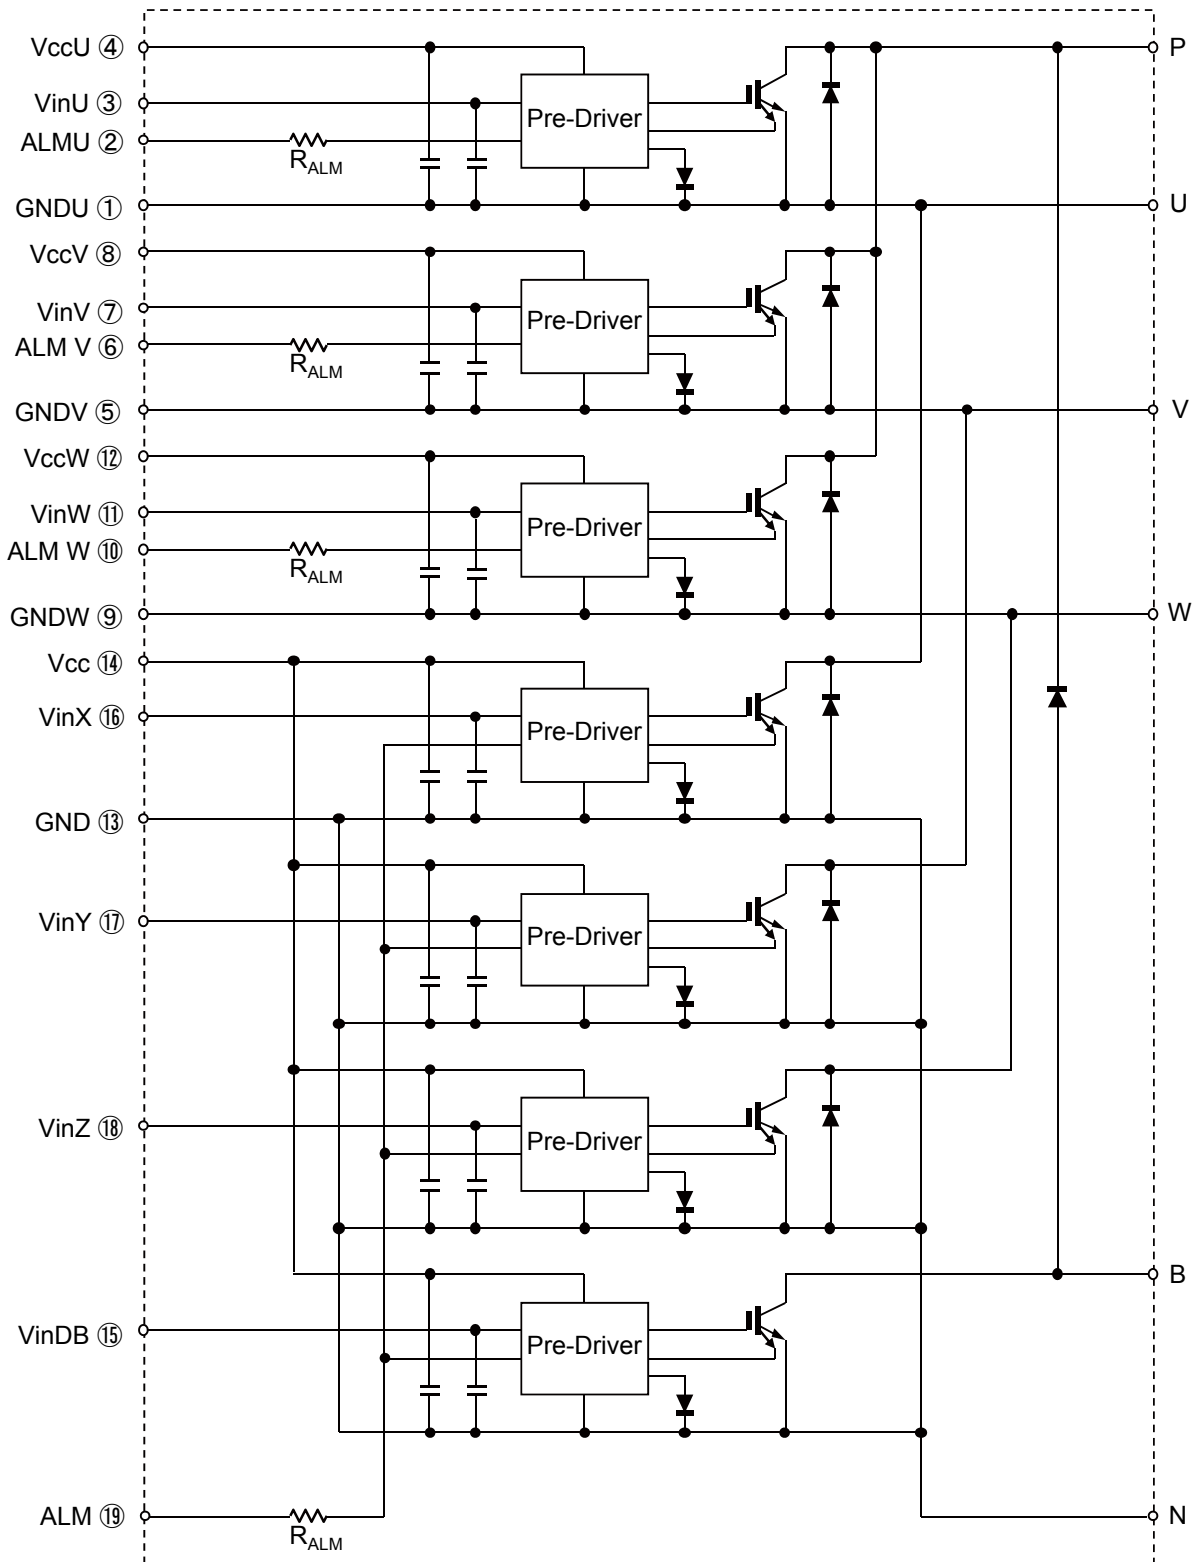 VccU ④
P
VinU ③
Pre-Driver
ALMU ②
R_ALM
GNDU ①
U
VccV ⑧
VinV ⑦
Pre-Driver
ALM V ⑥
R_ALM
GNDV ⑤
V
VccW ⑫
VinW ⑪
Pre-Driver
ALM W ⑩
R_ALM
GNDW ⑨
W
Vcc ⑭
VinX ⑯
Pre-Driver
GND ⑬
VinY ⑰
Pre-Driver
VinZ ⑱
Pre-Driver
B
VinDB ⑮
Pre-Driver
ALM ⑲
R_ALM
N